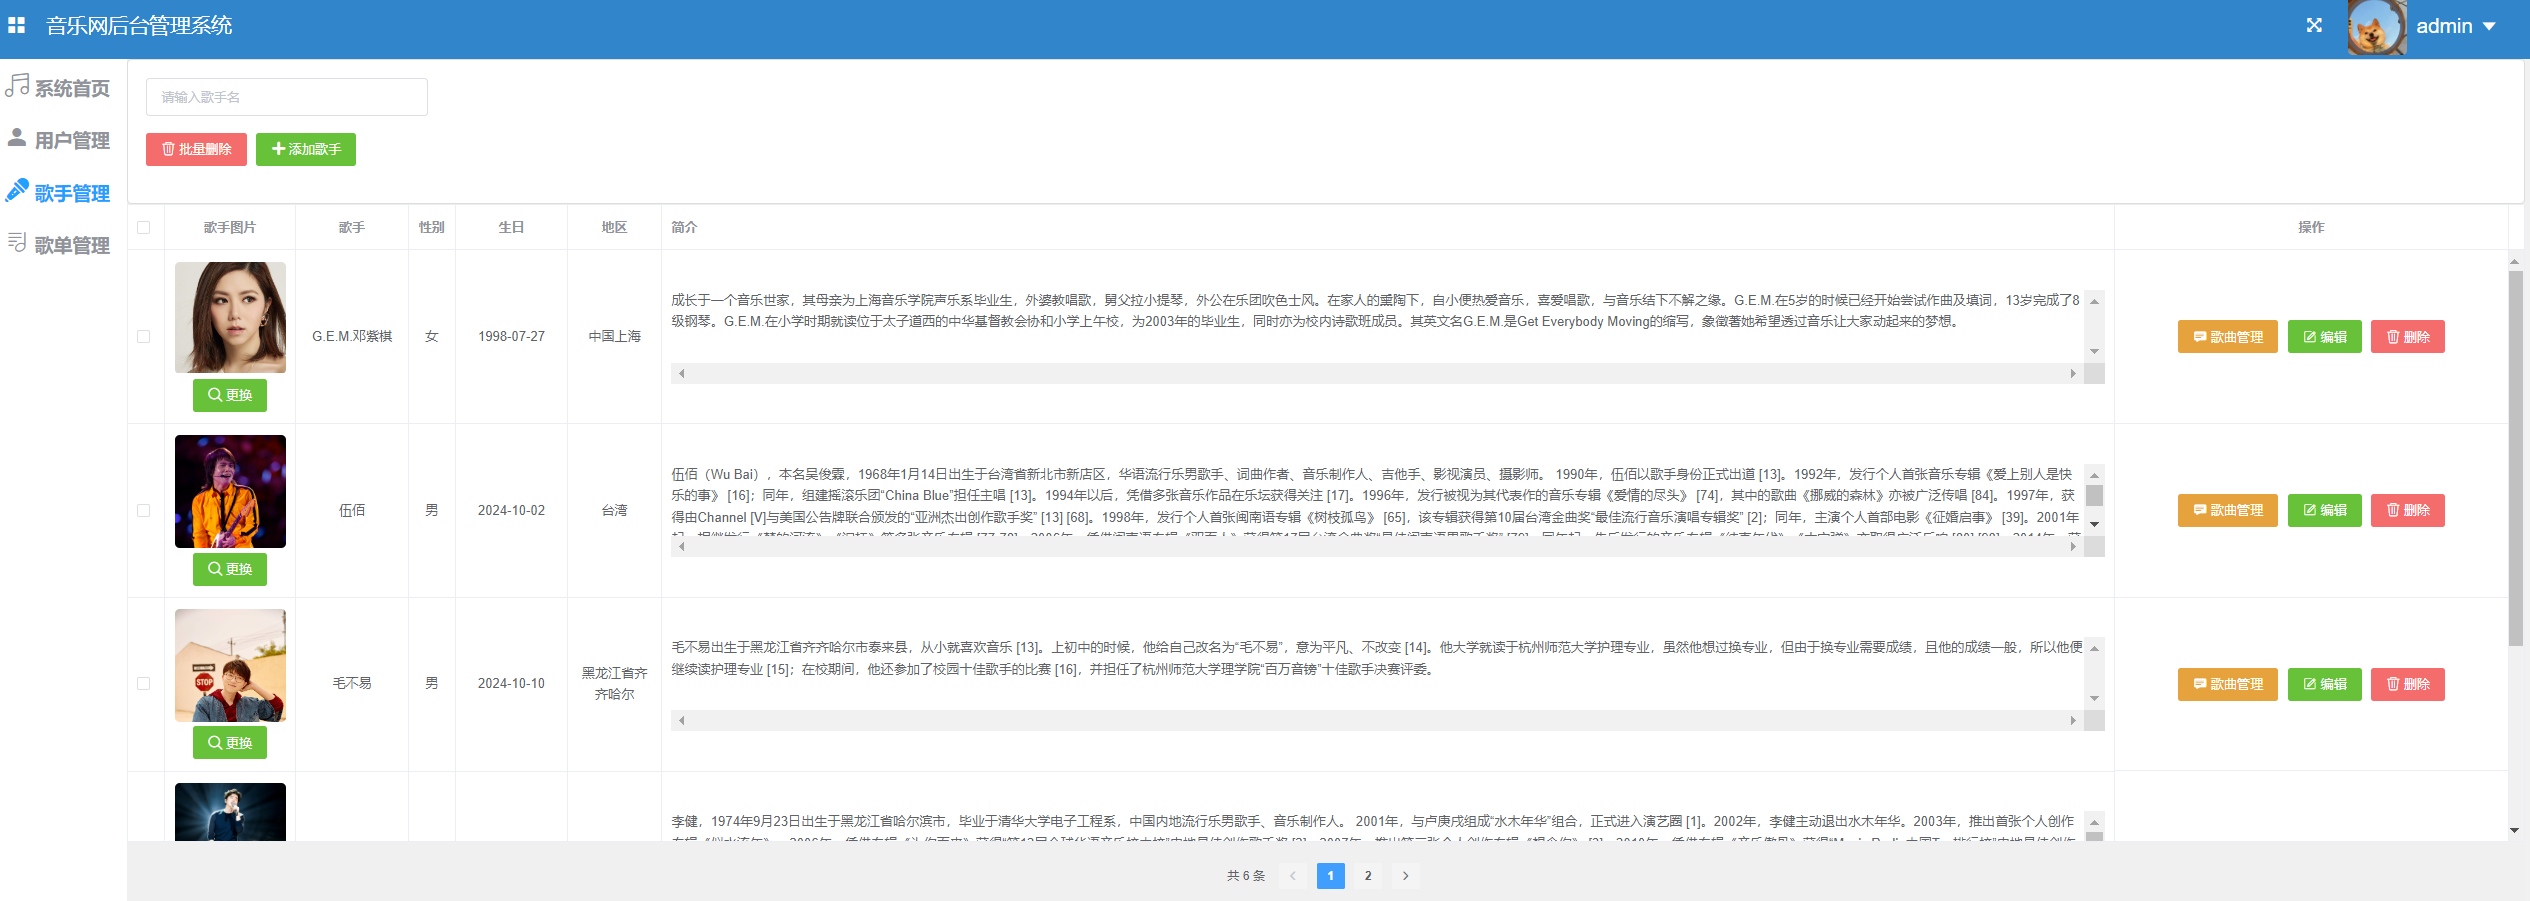 音乐网后台管理系统
admin
系统首页
用户管理
歌手管理
歌单管理
请输入歌手名
批量删除
添加歌手
歌手图片 歌手 性别 生日 地区 简介 操作
G.E.M.邓紫棋 女 1998-07-27 中国上海
成长于一个音乐世家，其母亲为上海音乐学院声乐系毕业生，外婆教唱歌，舅父拉小提琴，外公在乐团吹色士风。在家人的熏陶下，自小便热爱音乐，喜爱唱歌，与音乐结下不解之缘。G.E.M.在5岁的时候已经开始尝试作曲及填词，13岁完成了8
级钢琴。G.E.M.在小学时期就读位于太子道西的中华基督教会协和小学上午校，为2003年的毕业生，同时亦为校内诗歌班成员。其英文名G.E.M.是Get Everybody Moving的缩写，象徵著她希望透过音乐让大家动起来的梦想。
歌曲管理 编辑 删除
更换
伍佰 男 2024-10-02 台湾
伍佰（Wu Bai），本名吴俊霖，1968年1月14日出生于台湾省新北市新店区，华语流行乐男歌手、词曲作者、音乐制作人、吉他手、影视演员、摄影师。 1990年，伍佰以歌手身份正式出道 [13]。1992年，发行个人首张音乐专辑《爱上别人是快
乐的事》 [16]；同年，组建摇滚乐团“China Blue”担任主唱 [13]。1994年以后，凭借多张音乐作品在乐坛获得关注 [17]。1996年，发行被视为其代表作的音乐专辑《爱情的尽头》 [74]，其中的歌曲《挪威的森林》亦被广泛传唱 [84]。1997年，获
得由Channel [V]与美国公告牌联合颁发的“亚洲杰出创作歌手奖” [13] [68]。1998年，发行个人首张闽南语专辑《树枝孤鸟》 [65]，该专辑获得第10届台湾金曲奖“最佳流行音乐演唱专辑奖” [2]；同年，主演个人首部电影《征婚启事》 [39]。2001年
歌曲管理 编辑 删除
更换
毛不易 男 2024-10-10
黑龙江省齐
齐哈尔
毛不易出生于黑龙江省齐齐哈尔市泰来县，从小就喜欢音乐 [13]。上初中的时候，他给自己改名为“毛不易”，意为平凡、不改变 [14]。他大学就读于杭州师范大学护理专业，虽然他想过换专业，但由于换专业需要成绩，且他的成绩一般，所以他便
继续读护理专业 [15]；在校期间，他还参加了校园十佳歌手的比赛 [16]，并担任了杭州师范大学理学院“百万音镑”十佳歌手决赛评委。
歌曲管理 编辑 删除
STOP
更换
李健，1974年9月23日出生于黑龙江省哈尔滨市，毕业于清华大学电子工程系，中国内地流行乐男歌手、音乐制作人。 2001年，与卢庚戌组成“水木年华”组合，正式进入演艺圈 [1]。2002年，李健主动退出水木年华。2003年，推出首张个人创作
共 6 条 1 2